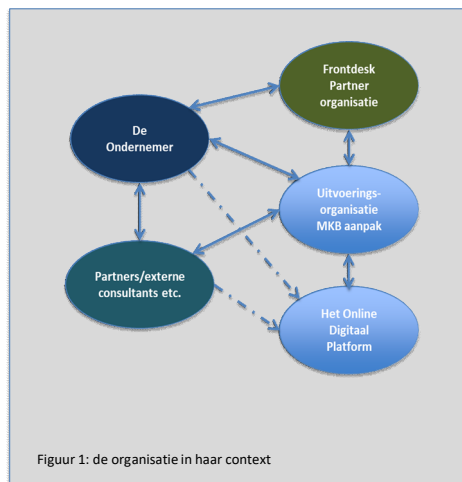 Frontdesk
Partner
organisatie
De
Ondernemer
Uitvoerings-
organisatie
MKB aanpak
Partners/externe
consultants etc.
Het Online
Digitaal
Platform
Figuur 1: de organisatie in haar context